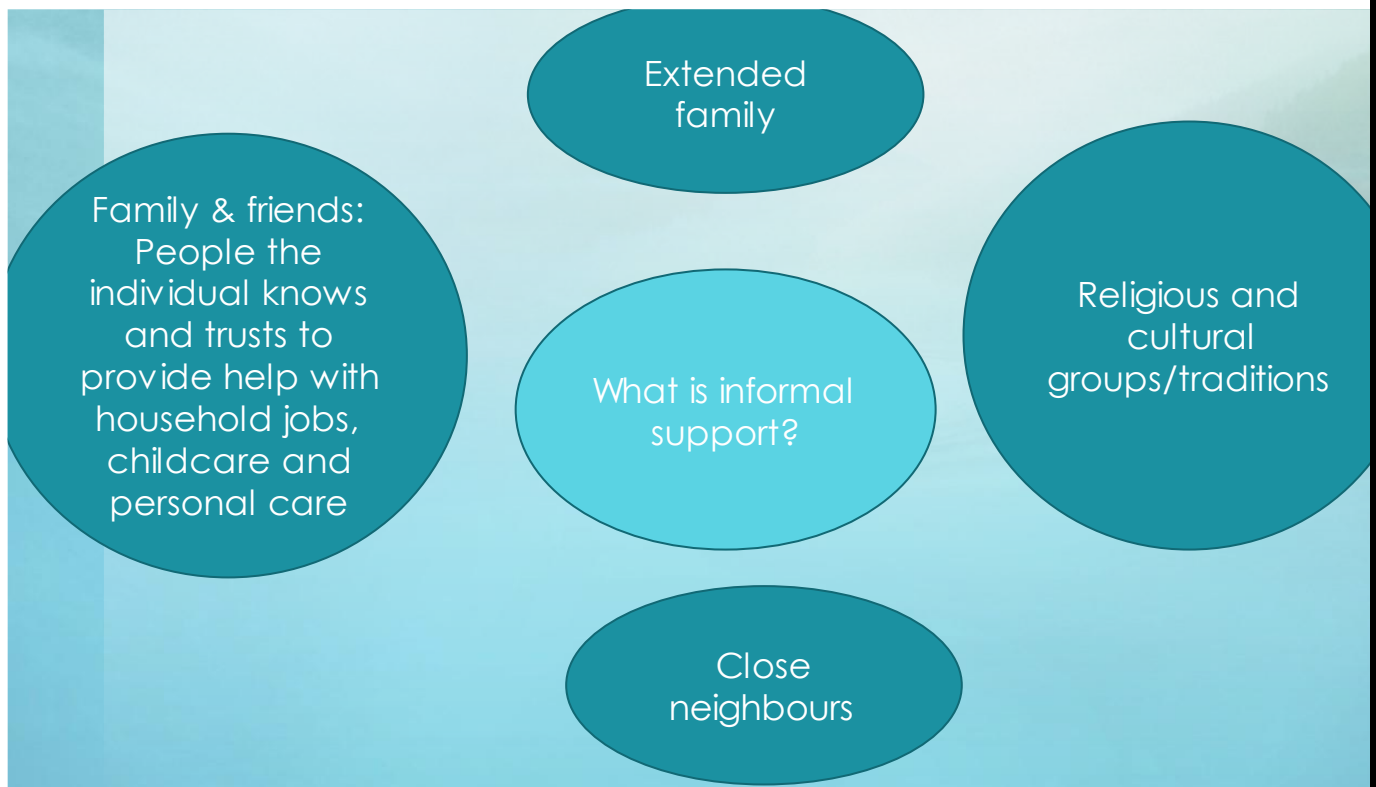 Extended
family
Family & friends:
People the
individual knows
and trusts to
provide help with
household jobs,
childcare and
personal care
What is informal
support?
Religious and
cultural
groups/traditions
Close
neighbours